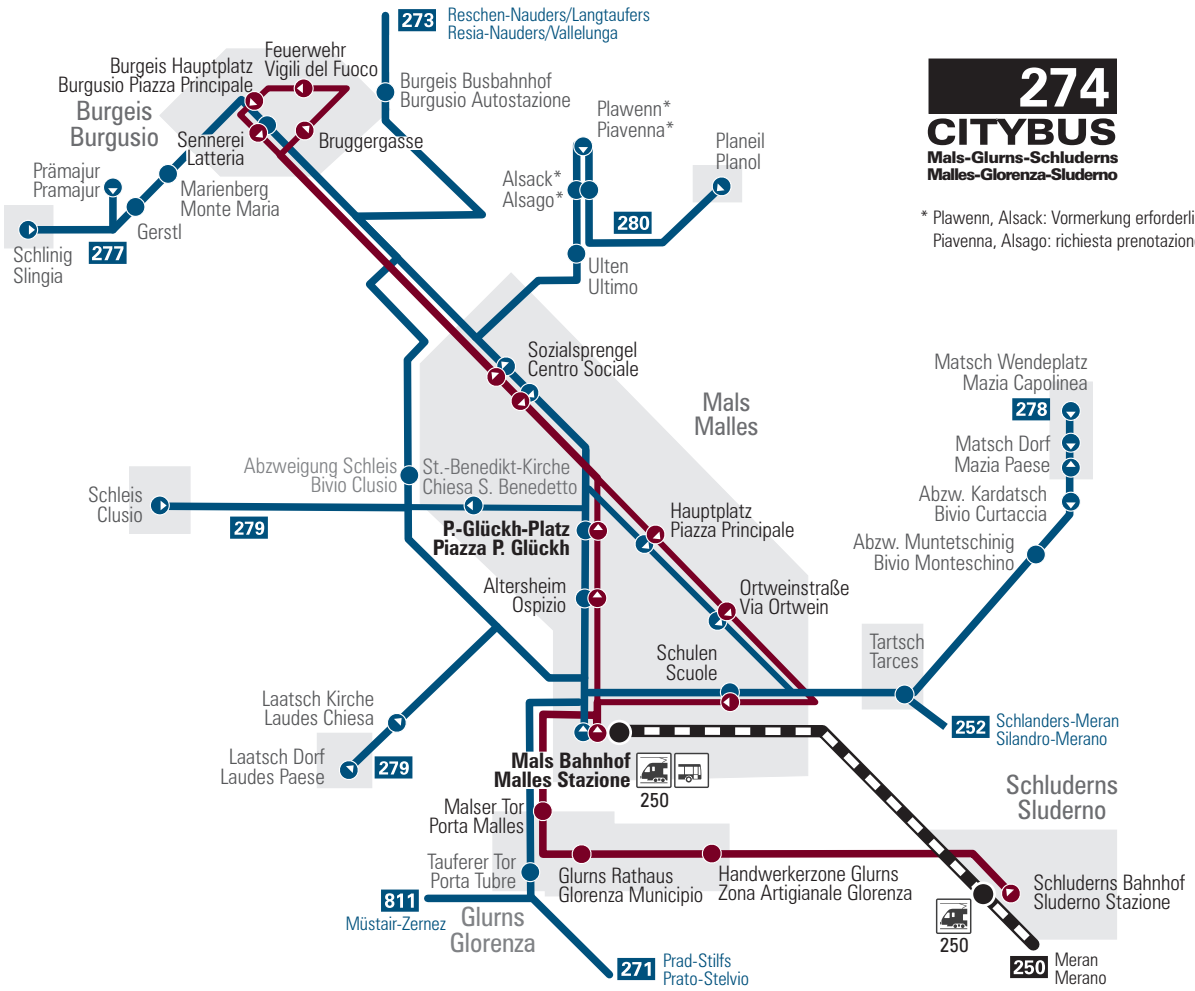 273
Reschen-Nauders/Langtaufers
Resia-Nauders/Vallelunga
Feuerwehr
Vigili del Fuoco
Burgeis Hauptplatz
Burgusio Piazza Principale
Burgeis
Burgusio
Burgeis Busbahnhof
Burgusio Autostazione
Sennerei
Latteria
Bruggergasse
Prämajur
Pramajur
Marienberg
Monte Maria
Gerstl
277
Schlinig
Slingia
Plawenn*
Piavenna*
Planeil
Planol
Alsack*
Alsago*
280
Ulten
Ultimo
274
CITYBUS
Mals-Glurns-Schluderns
Malles-Glorenza-Sluderno
* Plawenn, Alsack: Vormerkung erforderli
Piavenna, Alsago: richiesta prenotazion
Sozialsprengel
Centro Sociale
Mals
Malles
Matsch Wendeplatz
Mazia Capolinea
278
Matsch Dorf
Mazia Paese
Abzw. Kardatsch
Bivio Curtaccia
Abzw. Muntetschinig
Bivio Monteschino
Abzweigung Schleis
Bivio Clusio
St.-Benedikt-Kirche
Chiesa S. Benedetto
Schleis
Clusio
279
P.-Glückh-Platz
Piazza P. Glückh
Hauptplatz
Piazza Principale
Altersheim
Ospizio
Ortweinstraße
Via Ortwein
Schulen
Scuole
Tartsch
Tarces
252
Schlanders-Meran
Silandro-Merano
Laatsch Kirche
Laudes Chiesa
Laatsch Dorf
Laudes Paese
279
Mals Bahnhof
Malles Stazione
250
Malser Tor
Porta Malles
Schluderns
Sluderno
Tauferer Tor
Porta Tubre
Glurns Rathaus
Glorenza Municipio
Handwerkerzone Glurns
Zona Artigianale Glorenza
Schluderns Bahnhof
Sluderno Stazione
811
Müstair-Zernez
Glurns
Glorenza
250
271
Prad-Stilfs
Prato-Stelvio
250
Meran
Merano